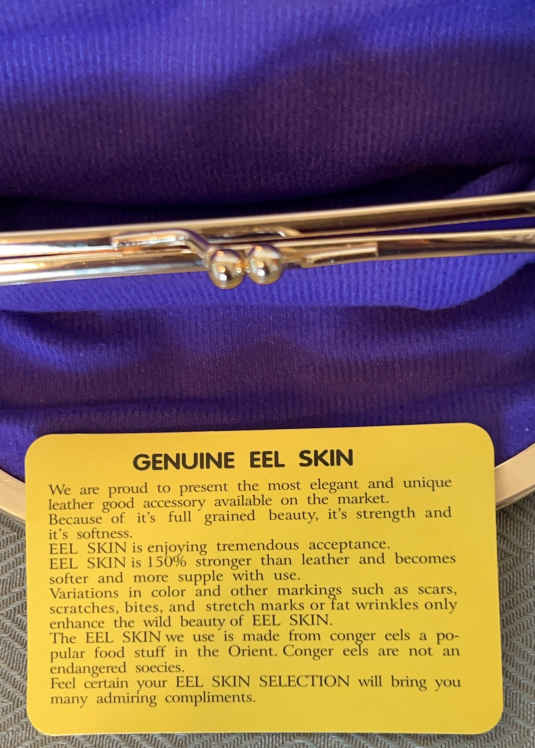 GENUINE EEL SKIN
We are proud to present the most elegant and unique
leather good accessory available on the market.
Because of it's full grained beauty, it's strength and
it's softness.
EEL SKIN is enjoying tremendous acceptance.
EEL SKIN is 150% stronger than leather and becomes
softer and more supple with use.
Variations in color and other markings such as scars,
scratches, bites, and stretch marks or fat wrinkles only
enhance the wild beauty of EEL SKIN.
The EEL SKIN we use is made from conger eels a po-
pular food stuff in the Orient. Conger eels are not an
endangered soecies.
Feel certain your EEL SKIN SELECTION will bring you
many admiring compliments.